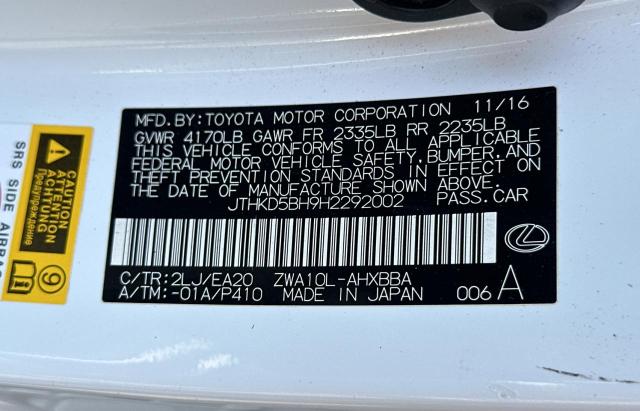 MFD.BY:TOYOTA MOTOR CORPORATION 11/16
GVWR 4170LB GAWR FR 2335LB RR 2235LB
THIS VEHICLE CONFORMS TO ALL APPLICABLE
FEDERAL MOTOR VEHICLE SAFETY,BUMPER,AND
THEFT PREVENTION STANDARDS IN EFFECT ON
THE DATE OF MANUFACTURE SHOWN ABOVE.
JTHKD5BH9H2292002 PASS.CAR
C/TR:2LJ/EA20 ZWA10L-AHXBBA
A/TM:-01A/P410 MADE IN JAPAN 006 A
CAUTION
ATTENTION
ACHTUNG
Предупреждение
SRS SIDE AIRBAG
9
i